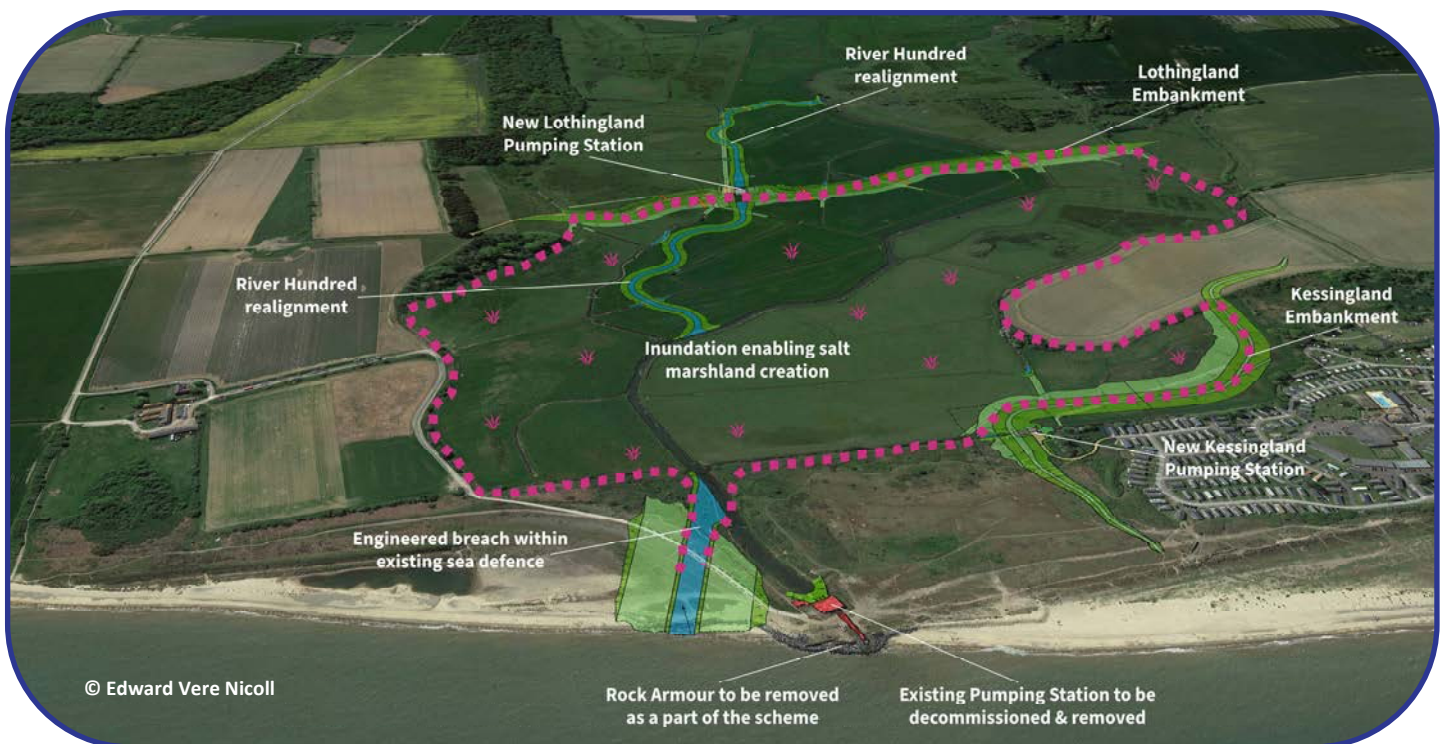 River Hundred
realignment
Lothingland
Embankment
New Lothingland
Pumping Station
River Hundred
realignment
Kessingland
Embankment
Inundation enabling salt
marshland creation
New Kessingland
Pumping Station
Engineered breach within
existing sea defence
© Edward Vere Nicoll
Rock Armour to be removed
as a part of the scheme
Existing Pumping Station to be
decommissioned & removed